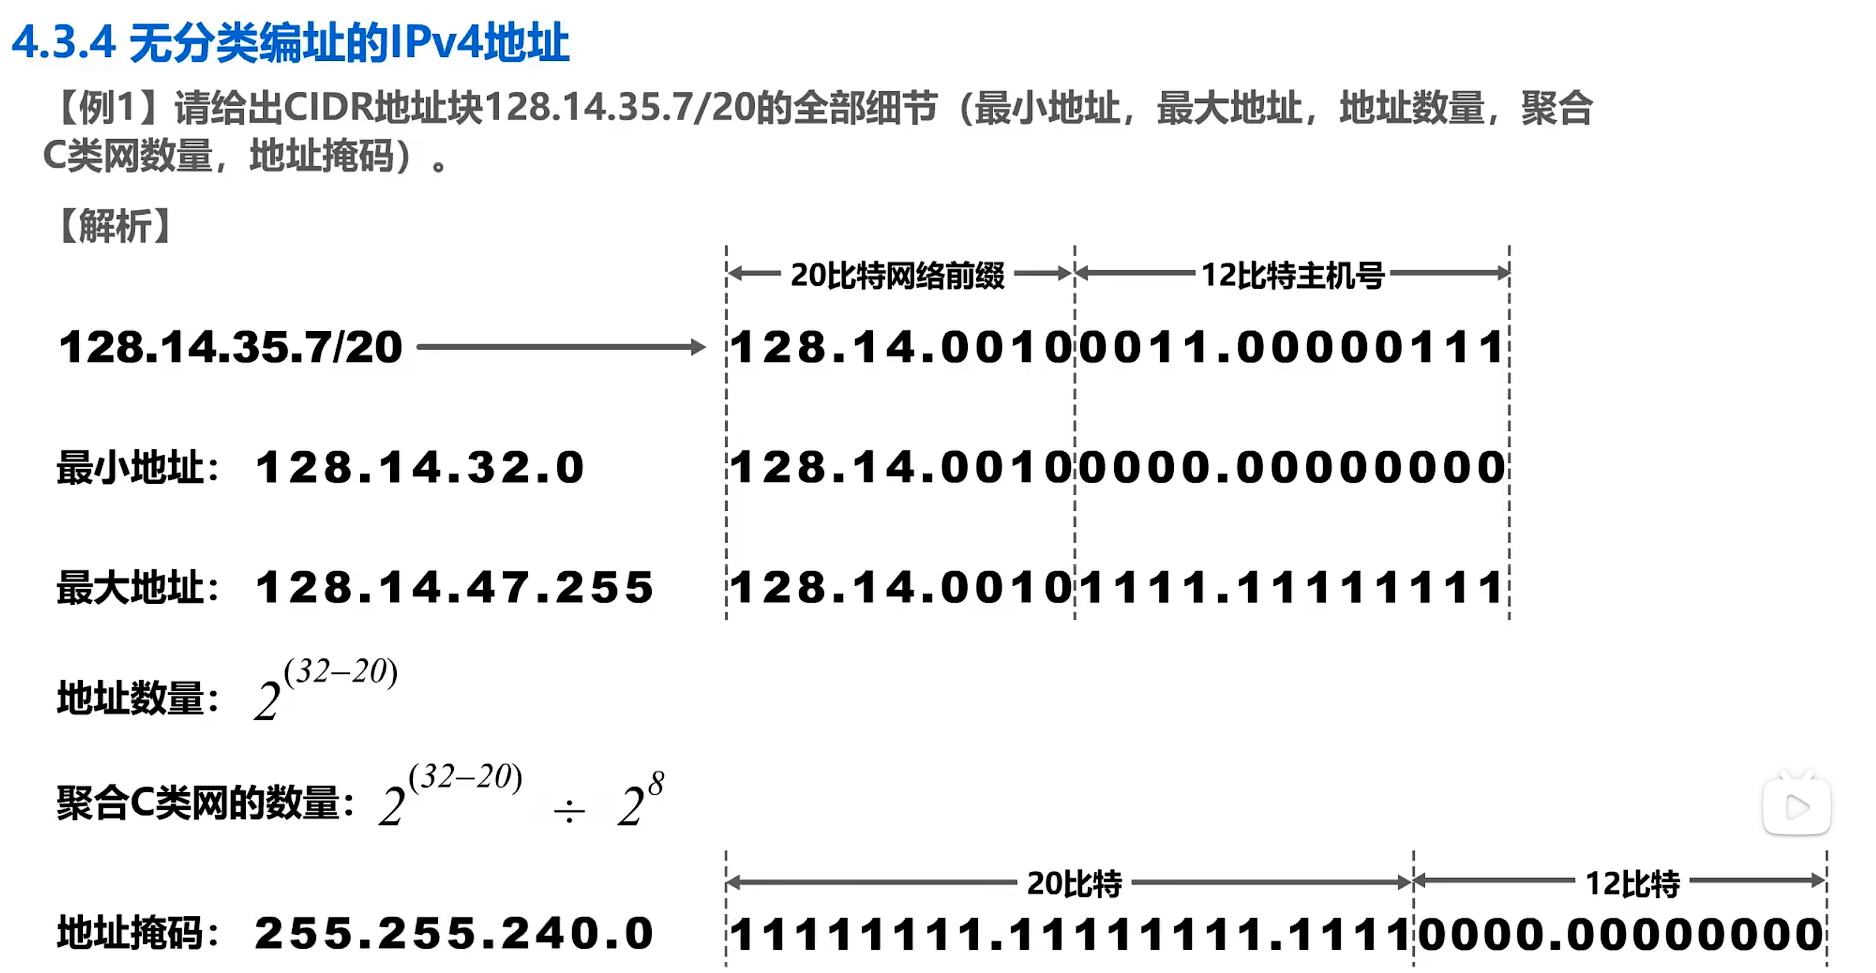 4.3.4 无分类编址的IPv4地址
【例1】请给出CIDR地址块128.14.35.7/20的全部细节（最小地址，最大地址，地址数量，聚合
C类网数量，地址掩码）。
【解析】
20比特网络前缀 12比特主机号
128.14.35.7/20 128.14.00100011.00000111
最小地址： 128.14.32.0 128.14.00100000.00000000
最大地址： 128.14.47.255 128.14.00101111.11111111
地址数量： 2^(32–20)
聚合C类网的数量： 2^(32–20) ÷ 2^8
20比特 12比特
地址掩码： 255.255.240.0 11111111.11111111.11110000.00000000